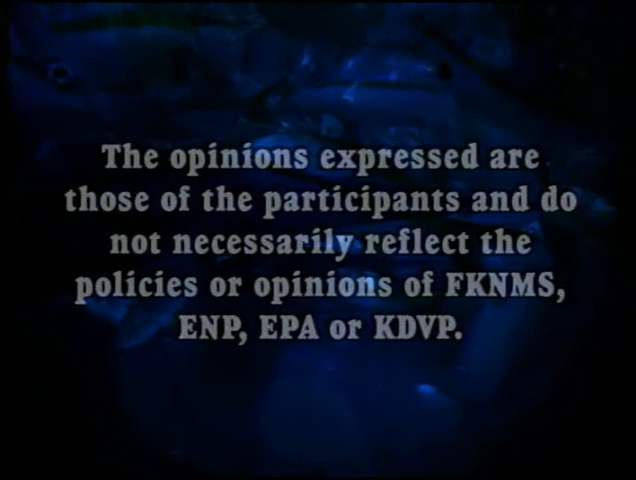 The opinions expressed are
those of the participants and do
not necessarily reflect the
policies or opinions of FKNMS,
ENP, EPA or KDVP.